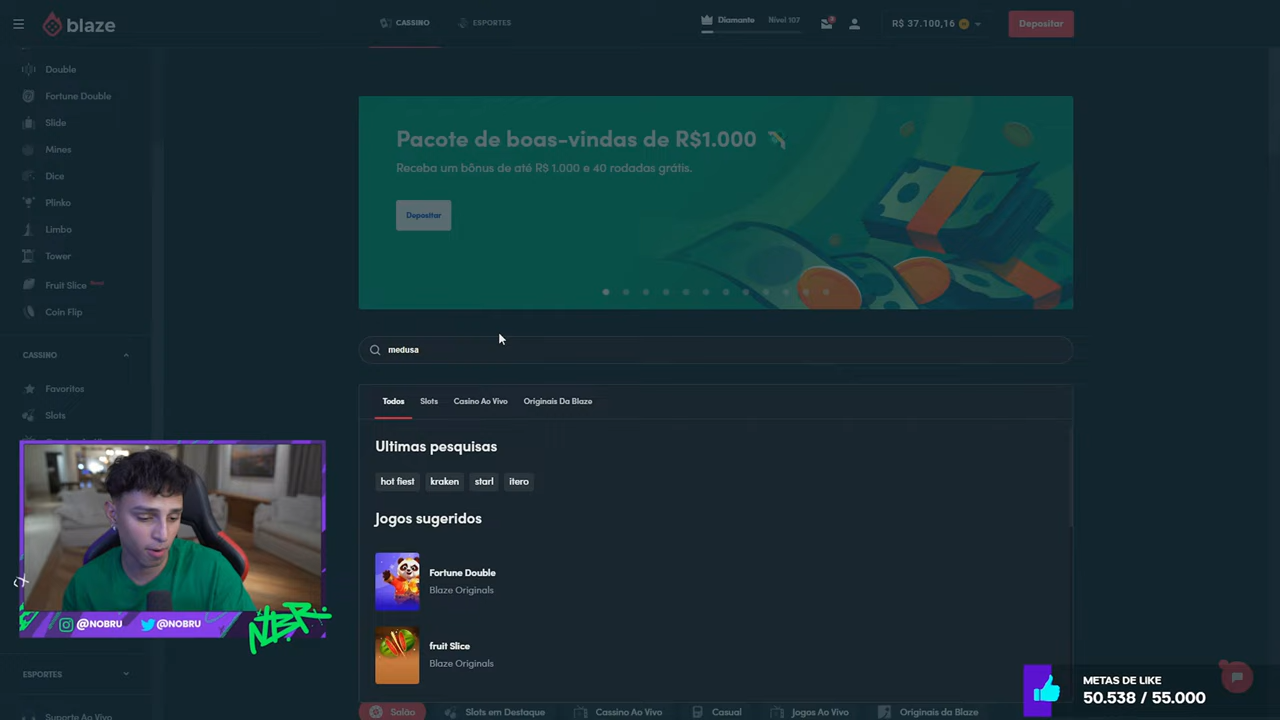 blaze
CASSINO
ESPORTES
Diamante
Nível 107
R$ 37.100,16
Depositar
Double
Fortune Double
Slide
Mines
Dice
Plinko
Limbo
Tower
Fruit Slice
Coin Flip
CASSINO
Favoritos
Slots
Pacote de boas-vindas de R$1.000
Receba um bônus de até R$ 1.000 e 40 rodadas grátis.
Depositar
medusa
Todos
Slots
Casino Ao Vivo
Originais Da Blaze
Ultimas pesquisas
hot fiest
kraken
starl
itero
Jogos sugeridos
Fortune Double
Blaze Originals
fruit Slice
Blaze Originals
@NOBRU
@NOBRU
NBR
ESPORTES
Suporte Ao Vivo
Salão
Slots em Destaque
Cassino Ao Vivo
Casual
Jogos Ao Vivo
Originais da Blaze
METAS DE LIKE
50.538 / 55.000